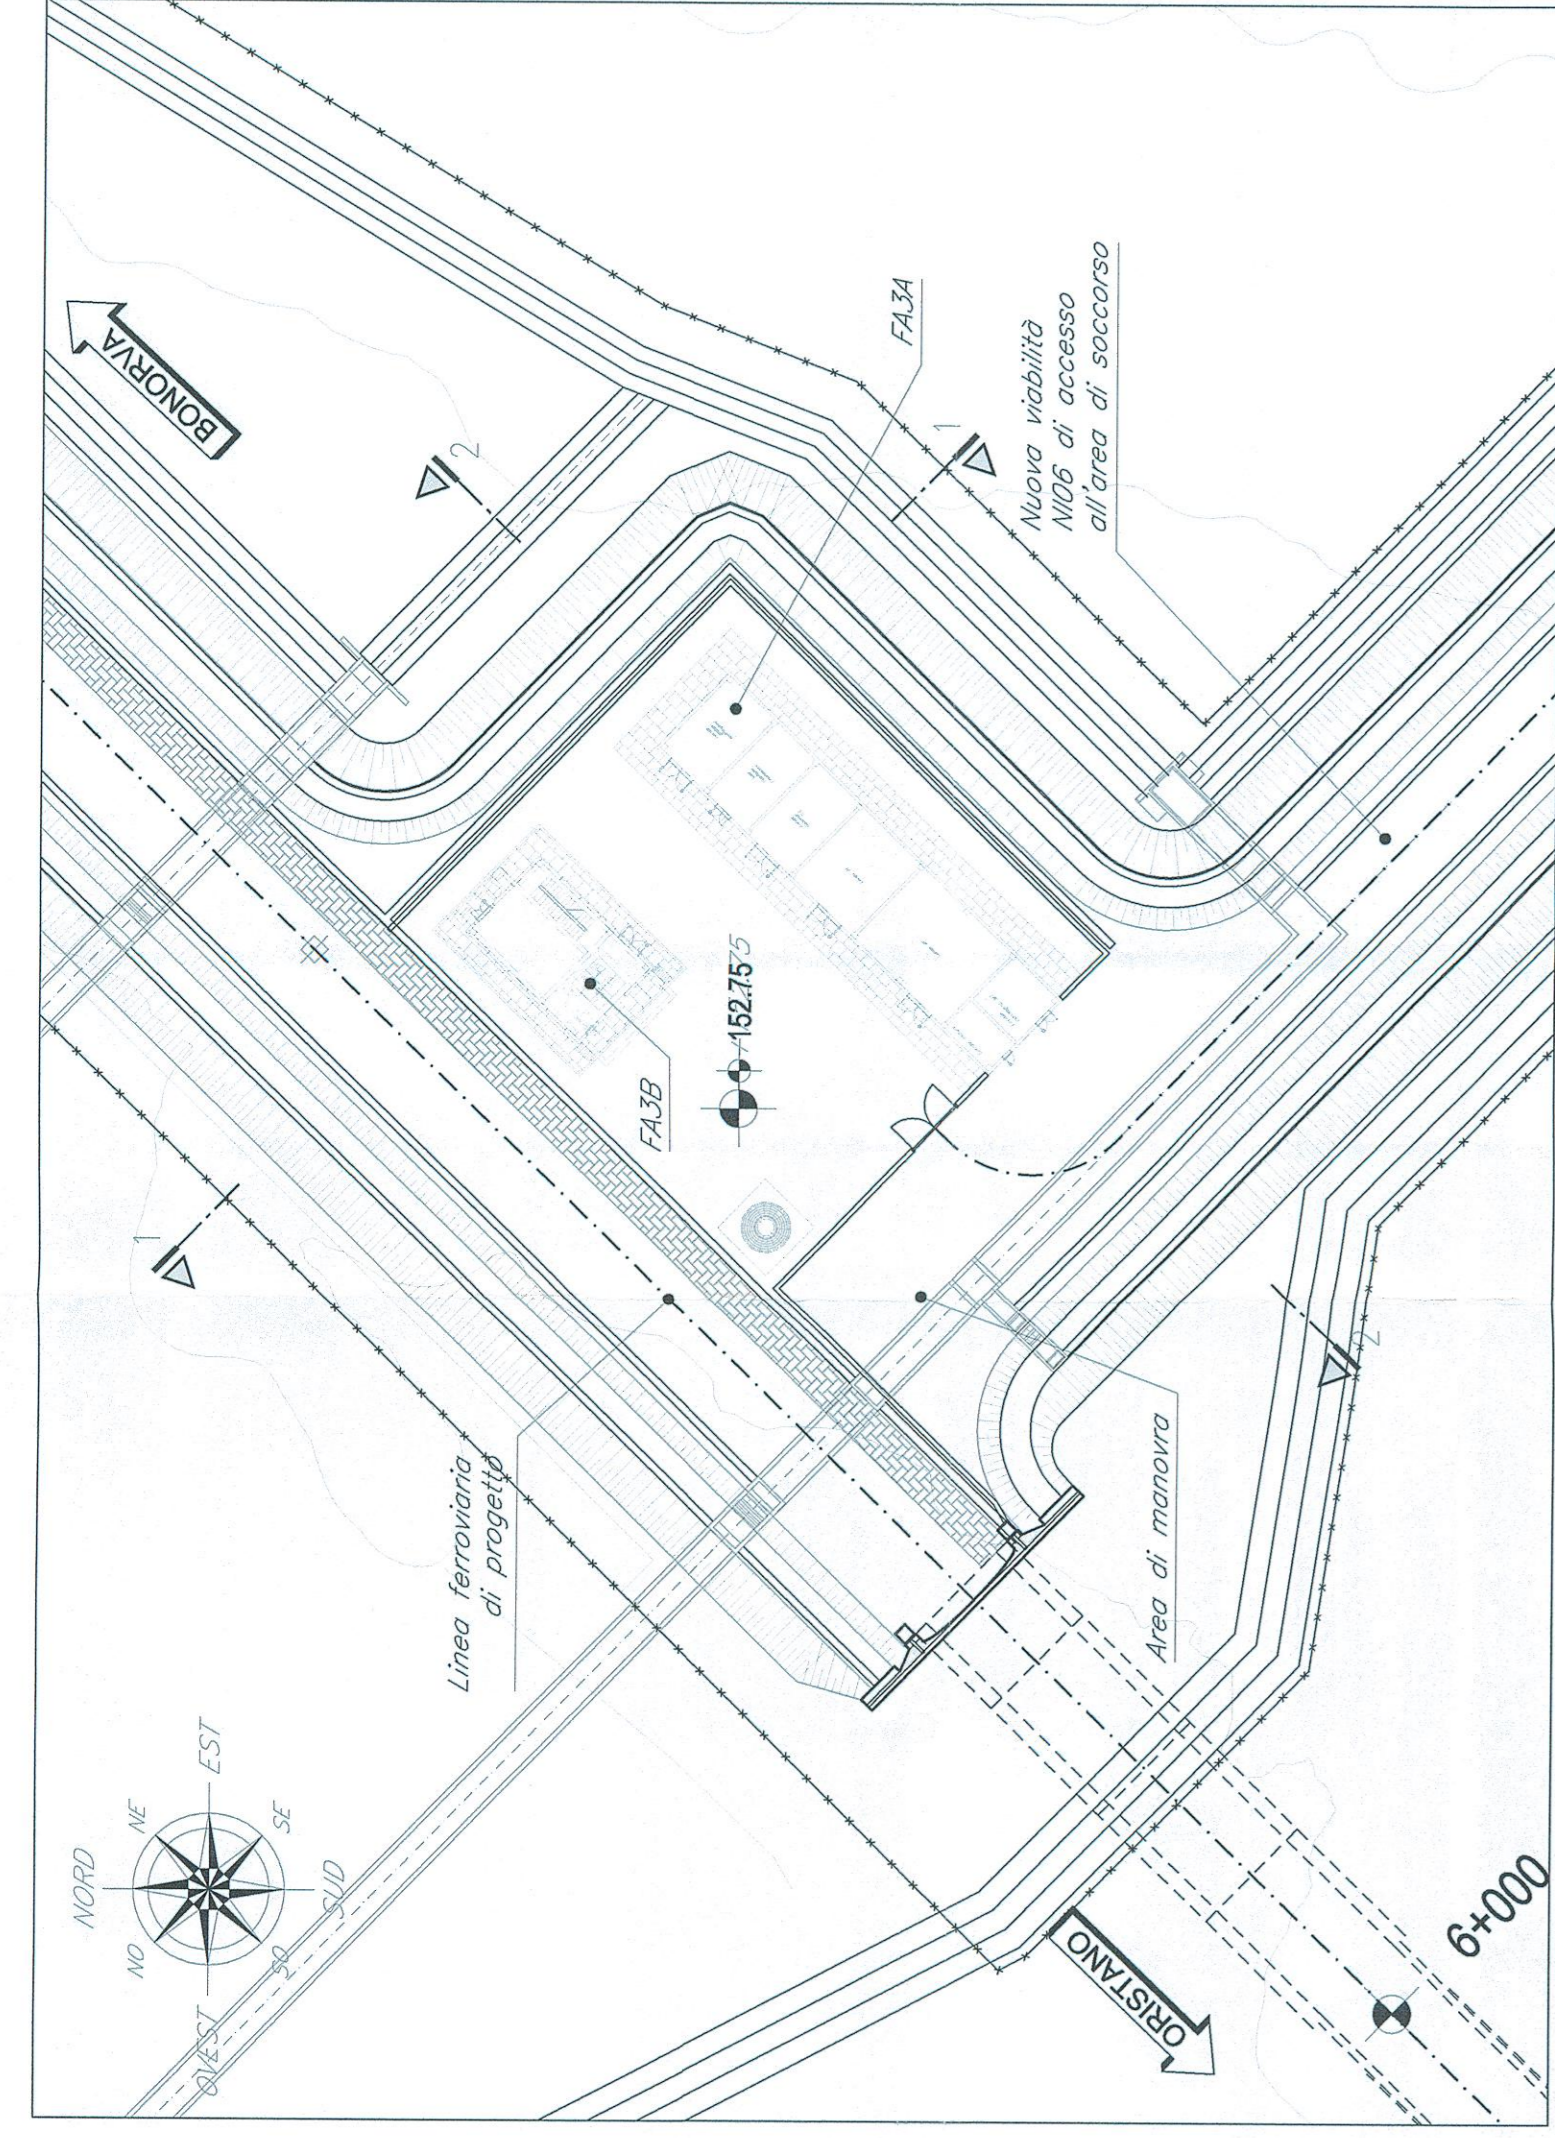 BONORVA
2
FA3A
1
Nuova viabilità
NI06 di accesso
all'area di soccorso
FA3B
152.75
1
Linea ferroviaria
di progetto
2
Area di manovra
NORD
NE
EST
SE
SUD
SO
OVEST
NO
ORISTANO
6+000